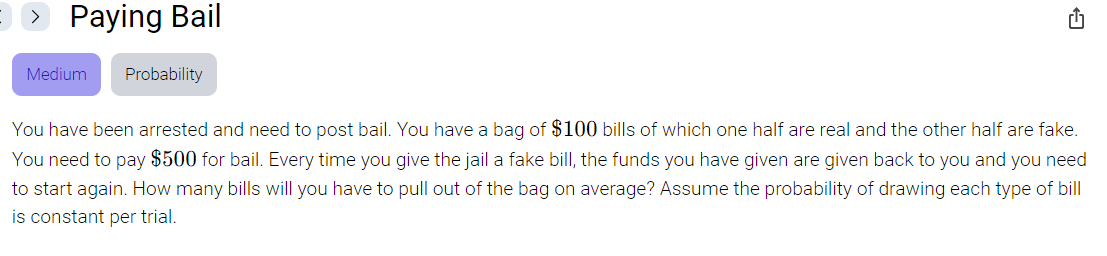 Paying Bail
Medium Probability
You have been arrested and need to post bail. You have a bag of $100 bills of which one half are real and the other half are fake.
You need to pay $500 for bail. Every time you give the jail a fake bill, the funds you have given are given back to you and you need
to start again. How many bills will you have to pull out of the bag on average? Assume the probability of drawing each type of bill
is constant per trial.